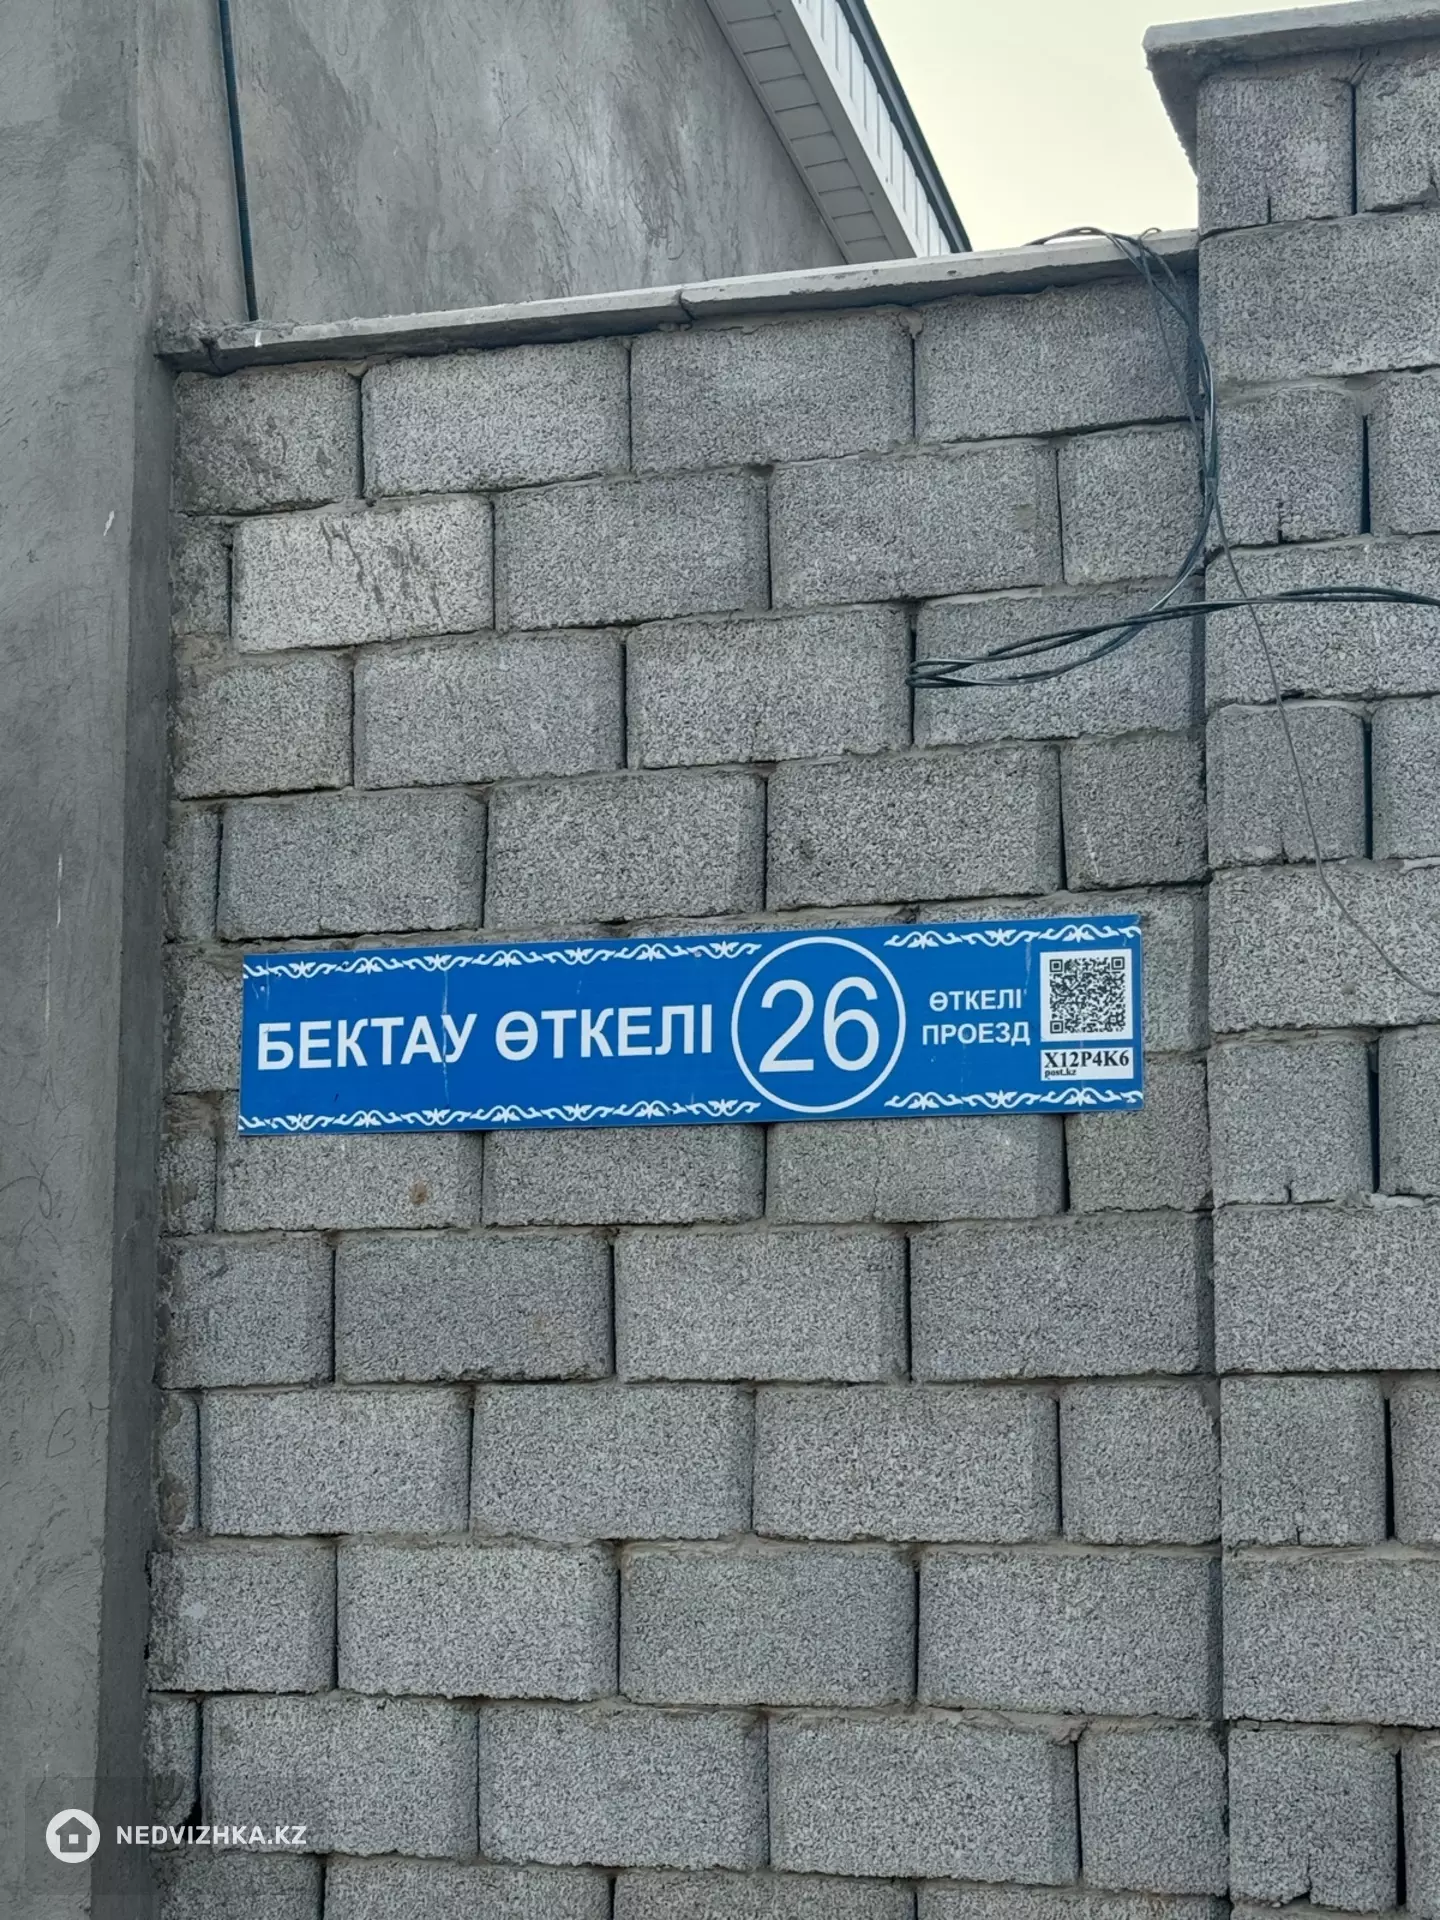 БЕКТАУ ӨТКЕЛІ
26
ӨТКЕЛІ
ПРОЕЗД
X12P4K6
post.kz
NEDVIZHKA.KZ